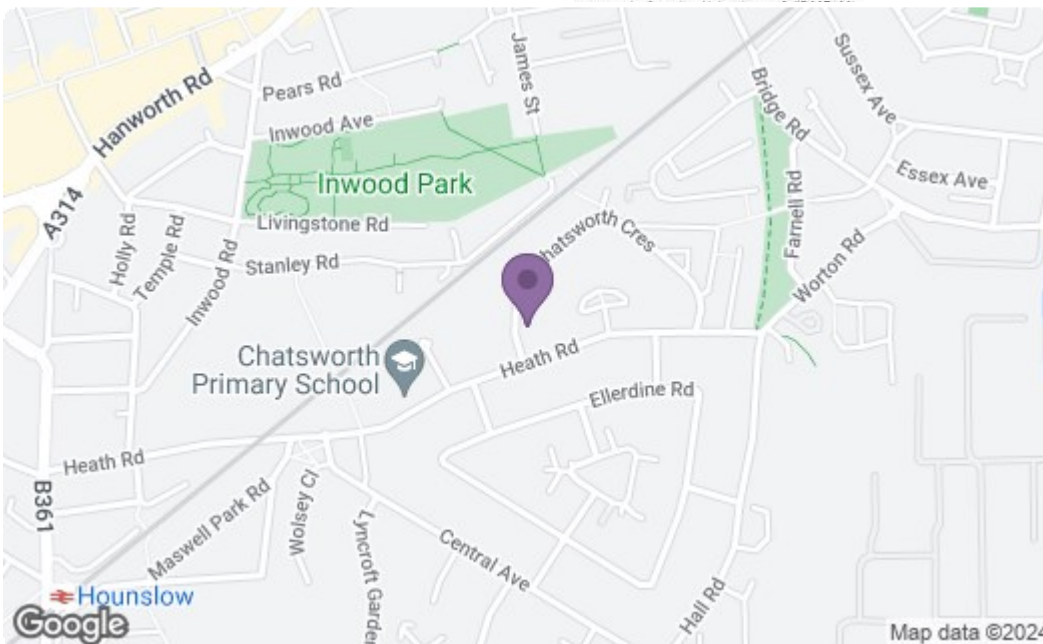 James St
Sussex Ave
Hanworth Rd
Pears Rd
Bridge Rd
Inwood Ave
Inwood Park
Essex Ave
A314
Holly Rd
Temple Rd
Livingstone Rd
Chatsworth Cres
Farnell Rd
Worton Rd
Stanley Rd
Inwood Rd
Chatsworth
Primary School
Heath Rd
Ellerdine Rd
Heath Rd
B361
Maswell Park Rd
Wolsey Cl
Lyncroft Garden
Central Ave
Hall Rd
Hounslow
Google
Map data ©2024